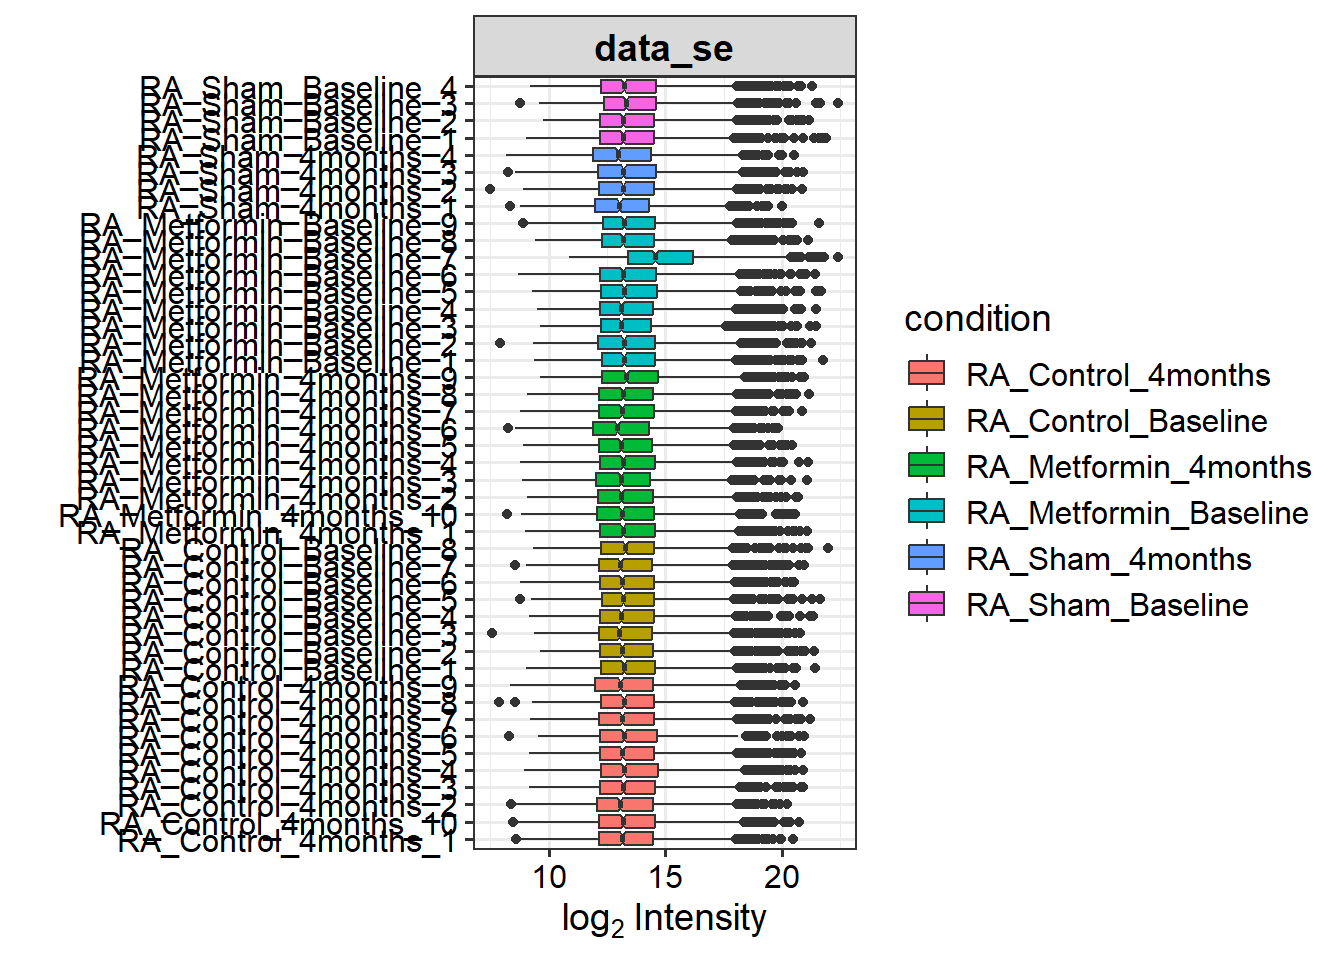 data_se
RA_Sham_Baseline_4
RA_Sham_Baseline_3
RA_Sham_Baseline_2
RA_Sham_Baseline_1
RA_Sham_4months_4
RA_Sham_4months_3
RA_Sham_4months_2
RA_Sham_4months_1
RA_Metformin_Baseline_9
RA_Metformin_Baseline_8
RA_Metformin_Baseline_7
RA_Metformin_Baseline_6
RA_Metformin_Baseline_5
RA_Metformin_Baseline_4
RA_Metformin_Baseline_3
RA_Metformin_Baseline_2
RA_Metformin_Baseline_1
RA_Metformin_4months_9
RA_Metformin_4months_8
RA_Metformin_4months_7
RA_Metformin_4months_6
RA_Metformin_4months_5
RA_Metformin_4months_4
RA_Metformin_4months_3
RA_Metformin_4months_2
RA_Metformin_4months_10
RA_Metformin_4months_1
RA_Control_Baseline_8
RA_Control_Baseline_7
RA_Control_Baseline_6
RA_Control_Baseline_5
RA_Control_Baseline_4
RA_Control_Baseline_3
RA_Control_Baseline_2
RA_Control_Baseline_1
RA_Control_4months_9
RA_Control_4months_8
RA_Control_4months_7
RA_Control_4months_6
RA_Control_4months_5
RA_Control_4months_4
RA_Control_4months_3
RA_Control_4months_2
RA_Control_4months_10
RA_Control_4months_1
10 15 20
log₂ Intensity
condition
RA_Control_4months
RA_Control_Baseline
RA_Metformin_4months
RA_Metformin_Baseline
RA_Sham_4months
RA_Sham_Baseline